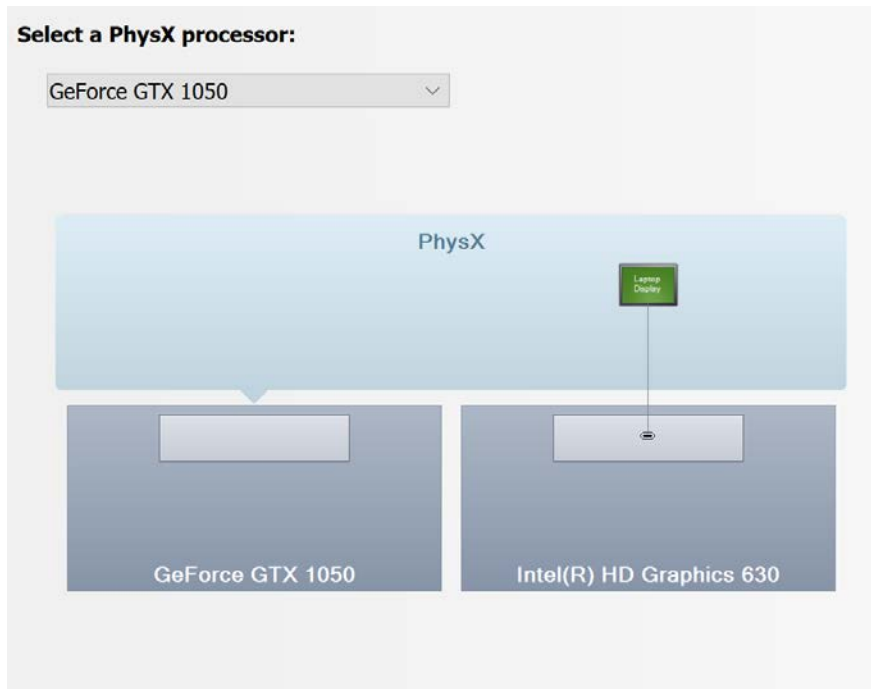 Select a PhysX processor:
GeForce GTX 1050
PhysX
Laptop
Display
GeForce GTX 1050
Intel(R) HD Graphics 630